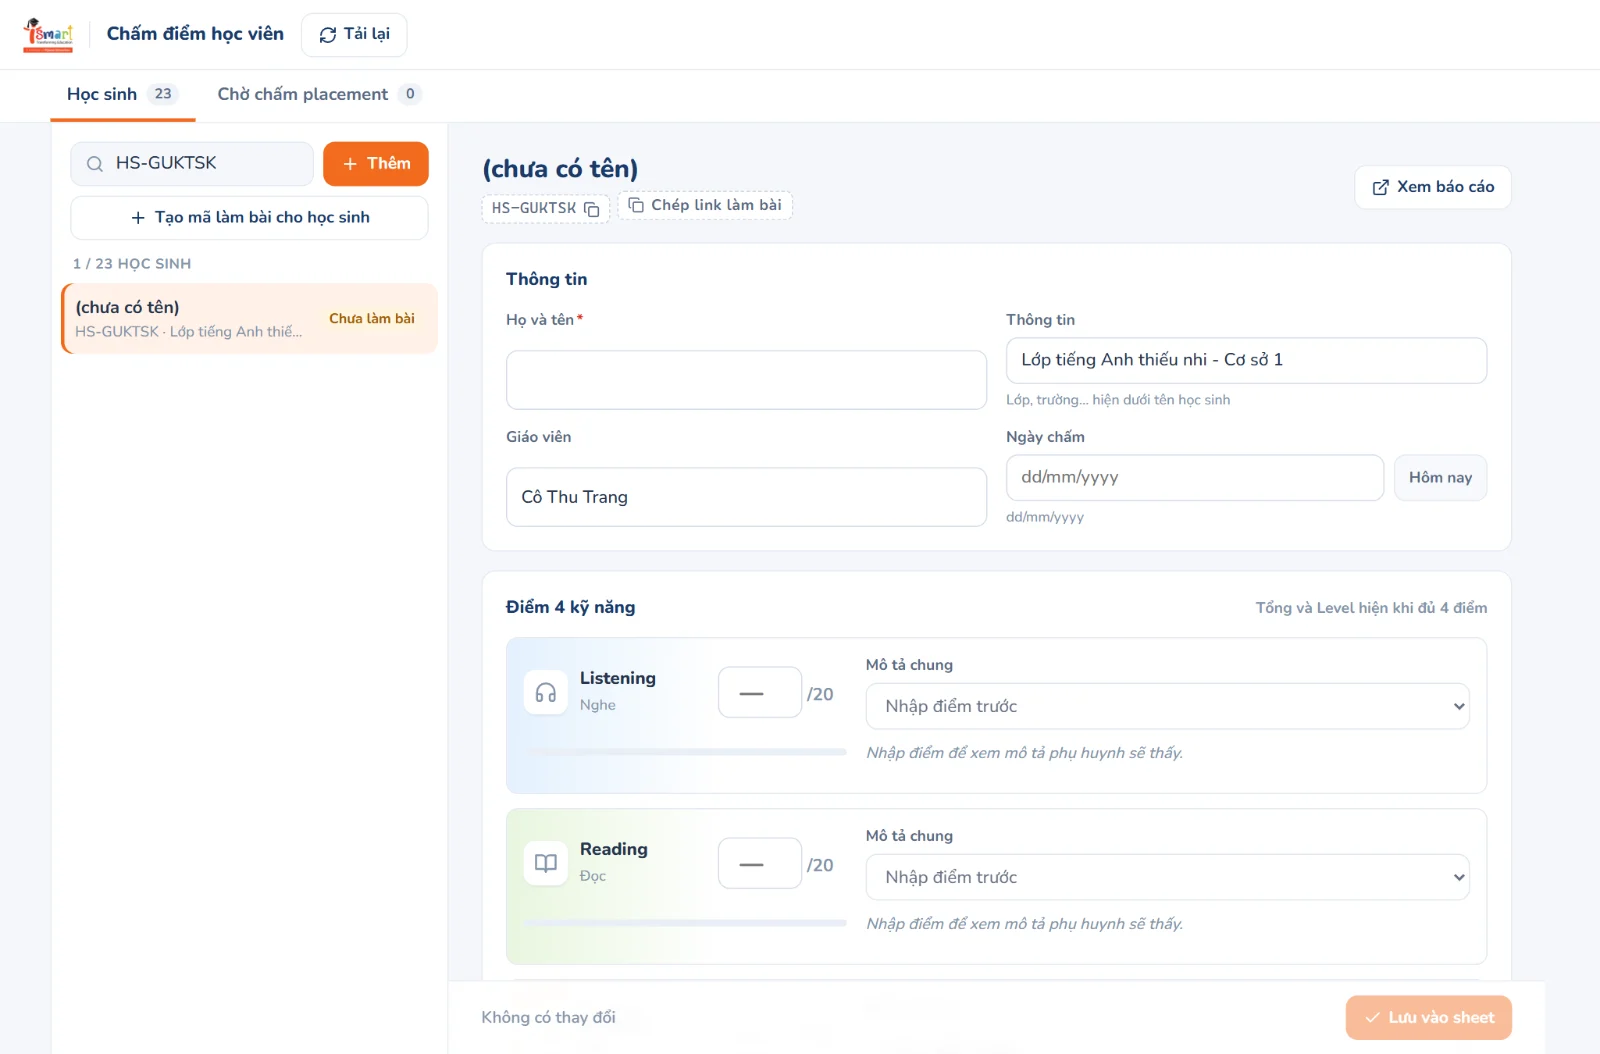 iSmart
Chấm điểm học viên
Tải lại
Học sinh 23
Chờ chấm placement 0
HS-GUKTSK
+ Thêm
+ Tạo mã làm bài cho học sinh
1 / 23 HỌC SINH
(chưa có tên)
HS-GUKTSK · Lớp tiếng Anh thiế...
Chưa làm bài
(chưa có tên)
HS-GUKTSK
Chép link làm bài
Xem báo cáo
Thông tin
Họ và tên*
Thông tin
Lớp tiếng Anh thiếu nhi - Cơ sở 1
Lớp, trường... hiện dưới tên học sinh
Giáo viên
Cô Thu Trang
Ngày chấm
dd/mm/yyyy
Hôm nay
dd/mm/yyyy
Điểm 4 kỹ năng
Tổng và Level hiện khi đủ 4 điểm
Listening
Nghe
— /20
Mô tả chung
Nhập điểm trước
Nhập điểm để xem mô tả phụ huynh sẽ thấy.
Reading
Đọc
— /20
Mô tả chung
Nhập điểm trước
Nhập điểm để xem mô tả phụ huynh sẽ thấy.
Không có thay đổi
Lưu vào sheet